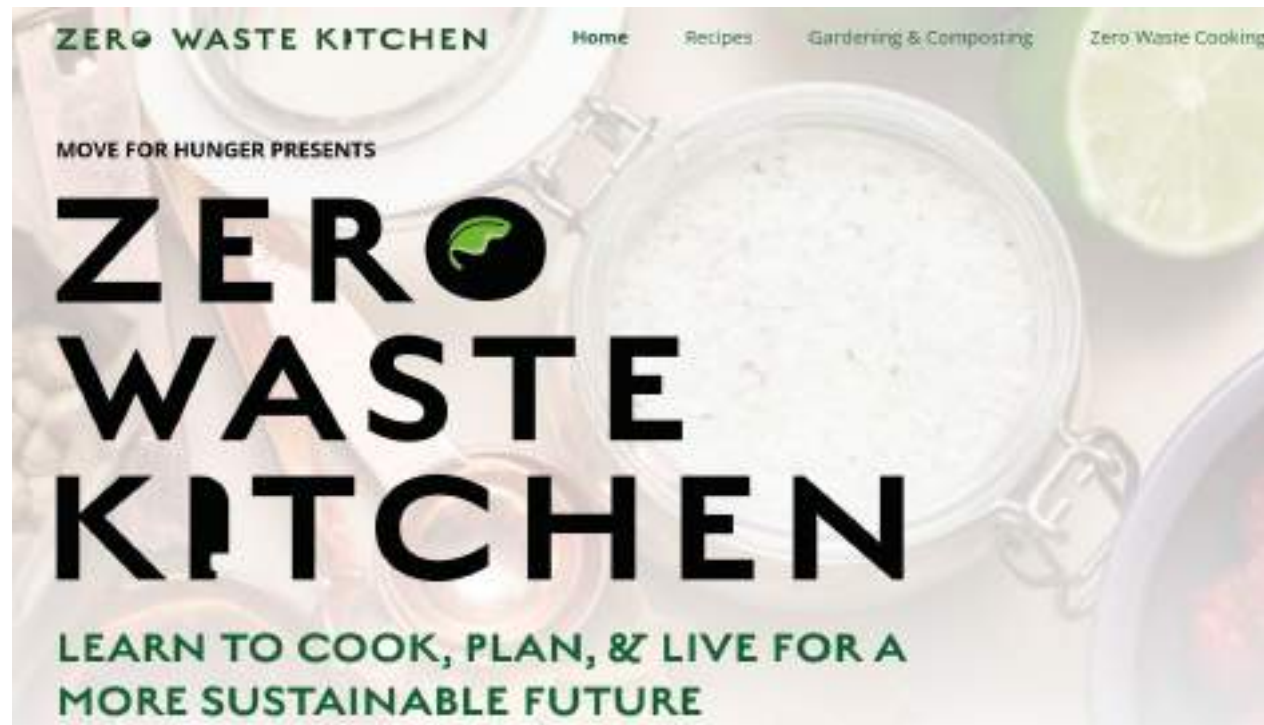 ZERO WASTE KITCHEN Home Recipes Gardening & Composting Zero Waste Cooking
MOVE FOR HUNGER PRESENTS
ZERO
WASTE
KITCHEN
LEARN TO COOK, PLAN, & LIVE FOR A
MORE SUSTAINABLE FUTURE